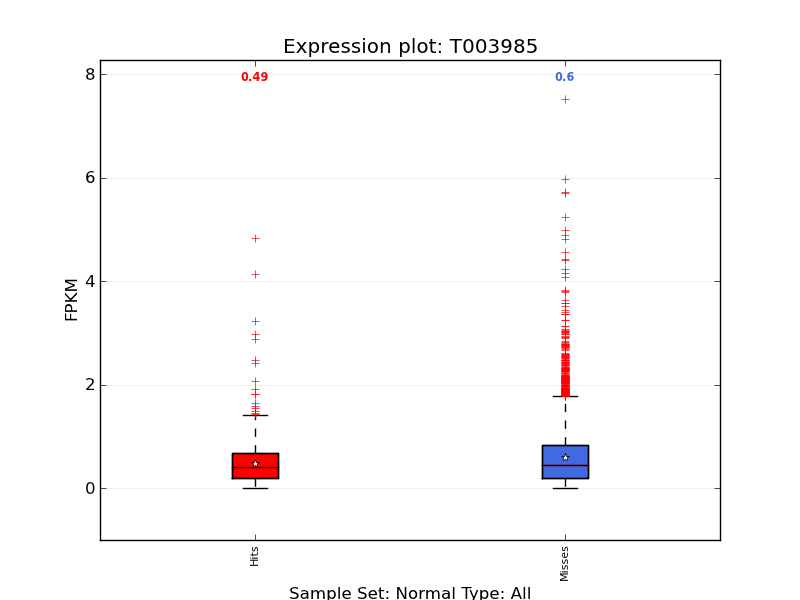 Expression plot: T003985
0.49
0.6
8
6
4
2
0
FPKM
Hits
Misses
Sample Set: Normal Type: All